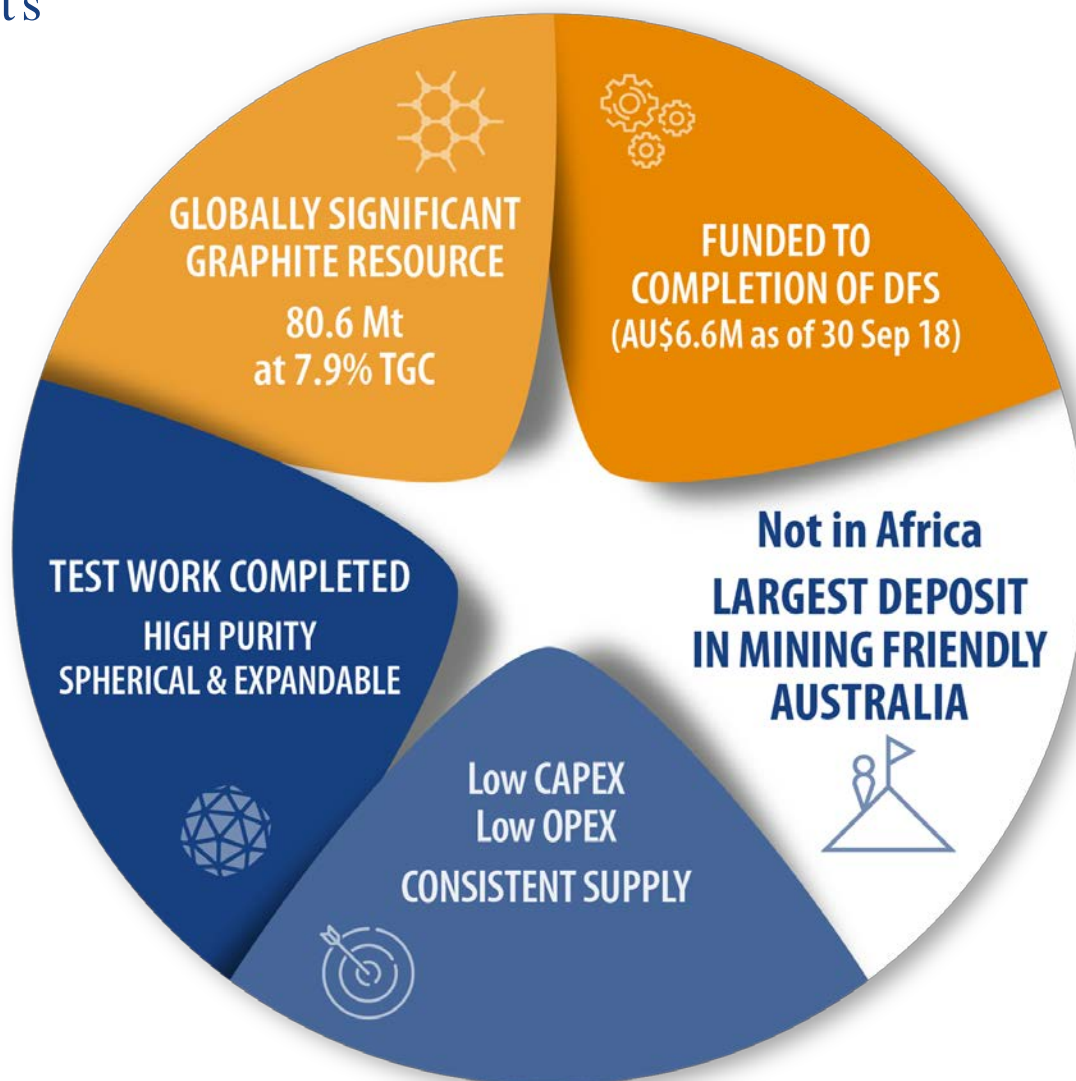 ts
GLOBALLY SIGNIFICANT
GRAPHITE RESOURCE
80.6 Mt
at 7.9% TGC
FUNDED TO
COMPLETION OF DFS
(AU$6.6M as of 30 Sep 18)
Not in Africa
LARGEST DEPOSIT
IN MINING FRIENDLY
AUSTRALIA
Low CAPEX
Low OPEX
CONSISTENT SUPPLY
TEST WORK COMPLETED
HIGH PURITY
SPHERICAL & EXPANDABLE